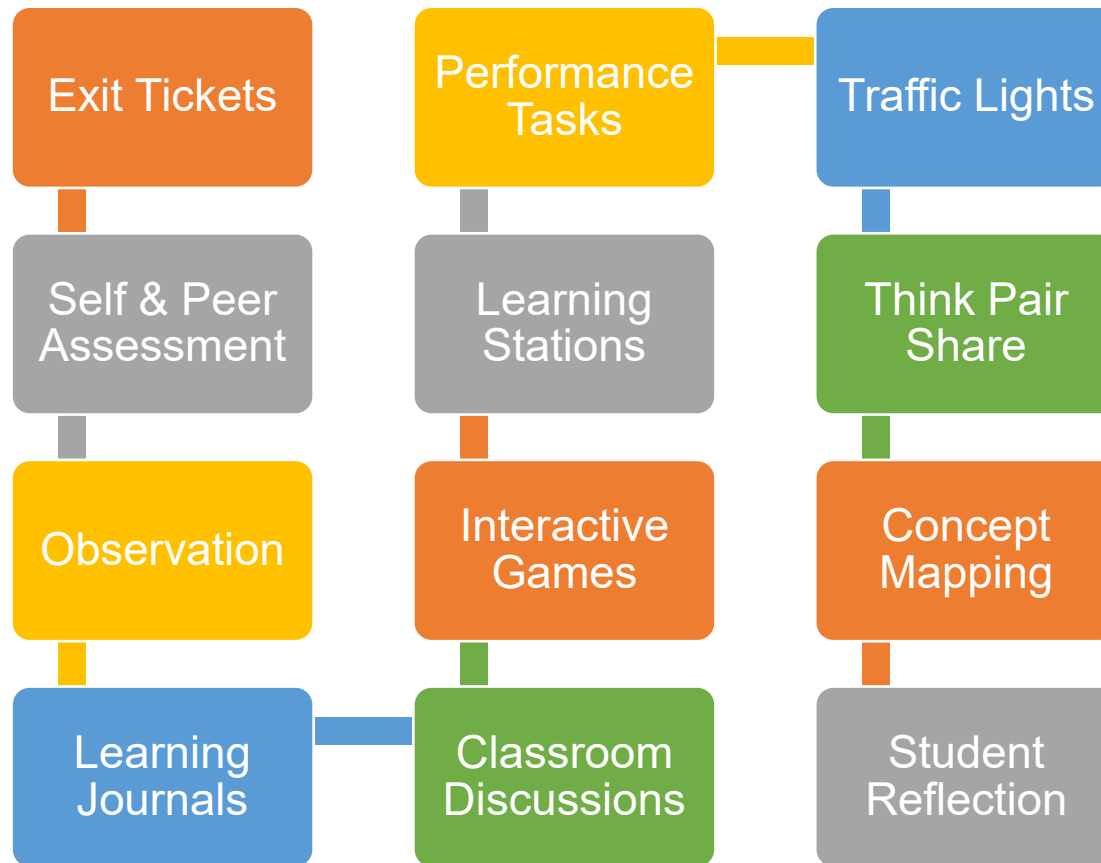 Exit Tickets
Self & Peer
Assessment
Observation
Learning
Journals
Classroom
Discussions
Interactive
Games
Learning
Stations
Performance
Tasks
Traffic Lights
Think Pair
Share
Concept
Mapping
Student
Reflection